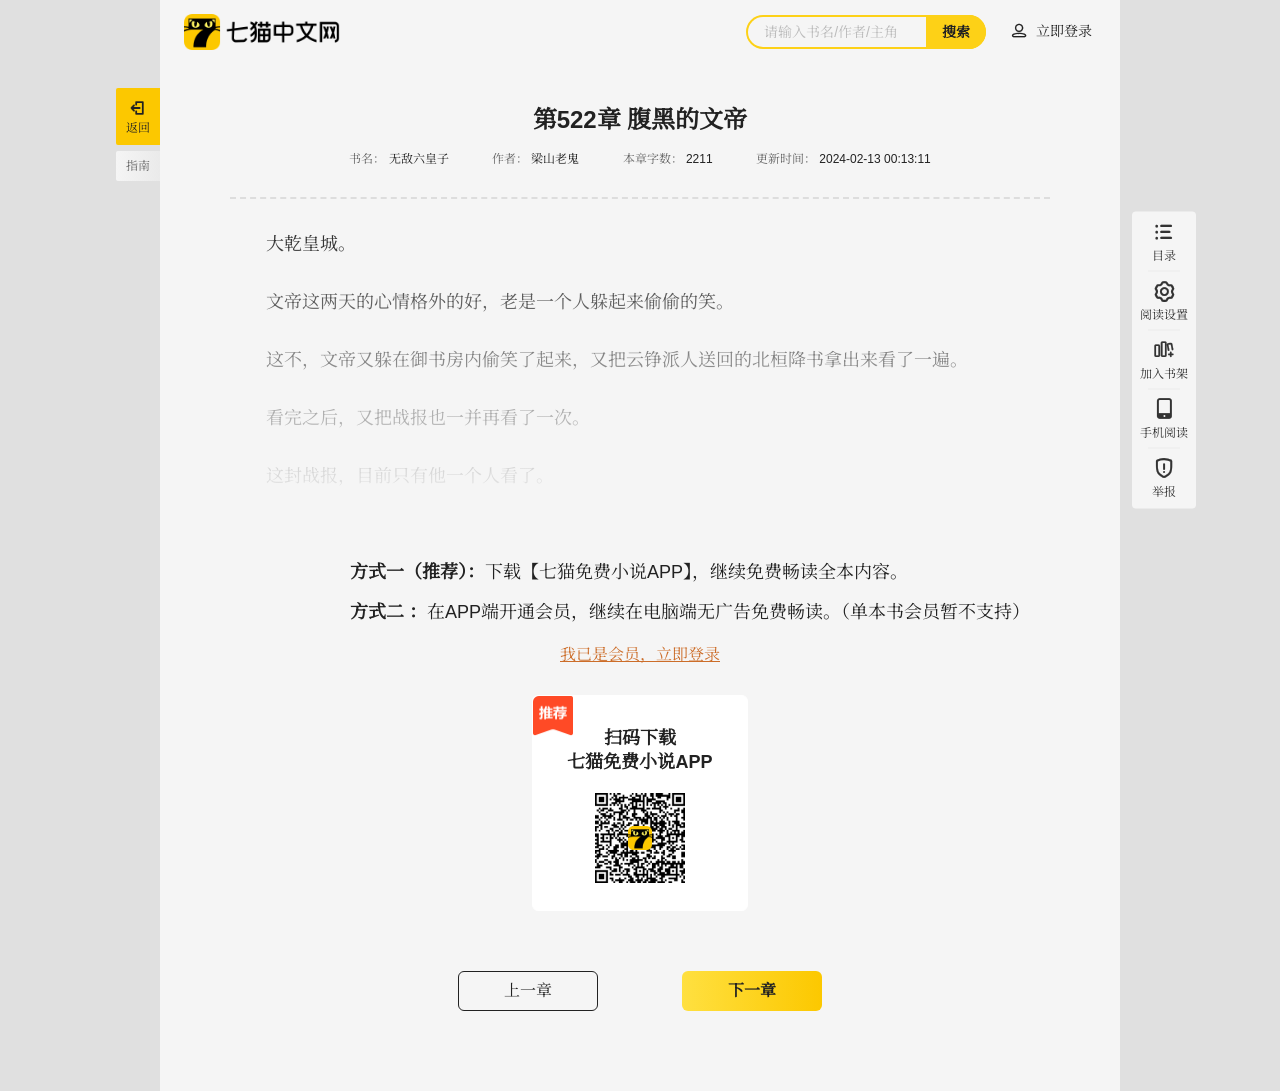 七猫中文网
请输入书名/作者/主角
搜索
立即登录
返回
指南
第522章 腹黑的文帝
书名： 无敌六皇子 作者： 梁山老鬼 本章字数： 2211 更新时间： 2024-02-13 00:13:11
大乾皇城。
文帝这两天的心情格外的好，老是一个人躲起来偷偷的笑。
这不，文帝又躲在御书房内偷笑了起来，又把云铮派人送回的北桓降书拿出来看了一遍。
看完之后，又把战报也一并再看了一次。
这封战报，目前只有他一个人看了。
目录
阅读设置
加入书架
手机阅读
举报
方式一（推荐）：下载【七猫免费小说APP】，继续免费畅读全本内容。
方式二 ：在APP端开通会员，继续在电脑端无广告免费畅读。（单本书会员暂不支持）
我已是会员，立即登录
推荐
扫码下载
七猫免费小说APP
上一章
下一章